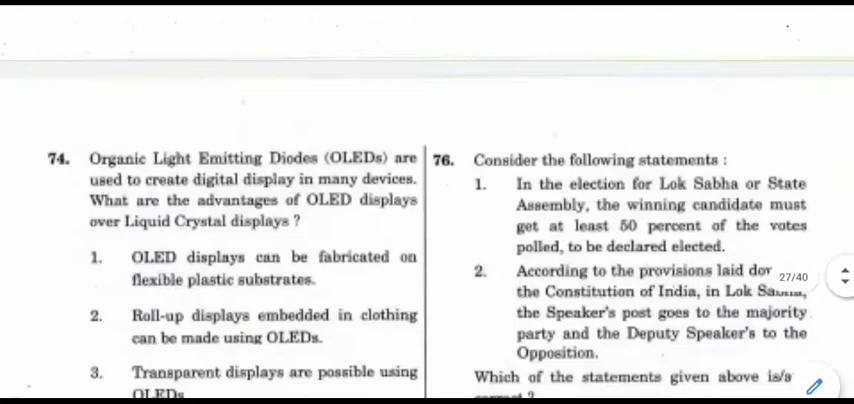 74. Organic Light Emitting Diodes (OLEDs) are
used to create digital display in many devices.
What are the advantages of OLED displays
over Liquid Crystal displays ?
1. OLED displays can be fabricated on
flexible plastic substrates.
2. Roll-up displays embedded in clothing
can be made using OLEDs.
3. Transparent displays are possible using
OLEDs
76. Consider the following statements :
1. In the election for Lok Sabha or State
Assembly, the winning candidate must
get at least 50 percent of the votes
polled, to be declared elected.
2. According to the provisions laid
the Constitution of India, in Lok
the Speaker's post goes to the majority
party and the Deputy Speaker's to the
Opposition.
Which of the statements given above is/a
27/40